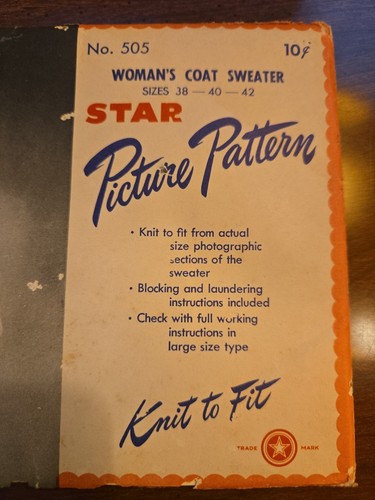 No. 505 10¢
WOMAN'S COAT SWEATER
SIZES 38 — 40 — 42
STAR
Picture Pattern
• Knit to fit from actual
size photographic
sections of the
sweater
• Blocking and laundering
instructions included
• Check with full working
instructions in
large size type
Knit to Fit
TRADE MARK